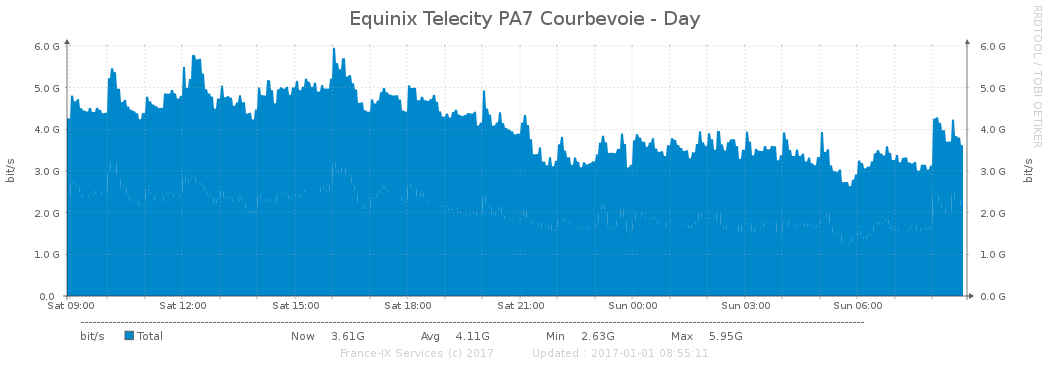 Equinix Telecity PA7 Courbevoie - Day
RRDTOOL / TOBI OETIKER
6.0 G 6.0 G
5.0 G 5.0 G
4.0 G 4.0 G
3.0 G 3.0 G
2.0 G 2.0 G
1.0 G 1.0 G
0.0 0.0 G
bit/s
bit/s
Sat 09:00 Sat 12:00 Sat 15:00 Sat 18:00 Sat 21:00 Sun 00:00 Sun 03:00 Sun 06:00
bit/s Total Now 3.61G Avg 4.11G Min 2.63G Max 5.95G
France-IX Services (c) 2017 Updated : 2017-01-01 08:55:11